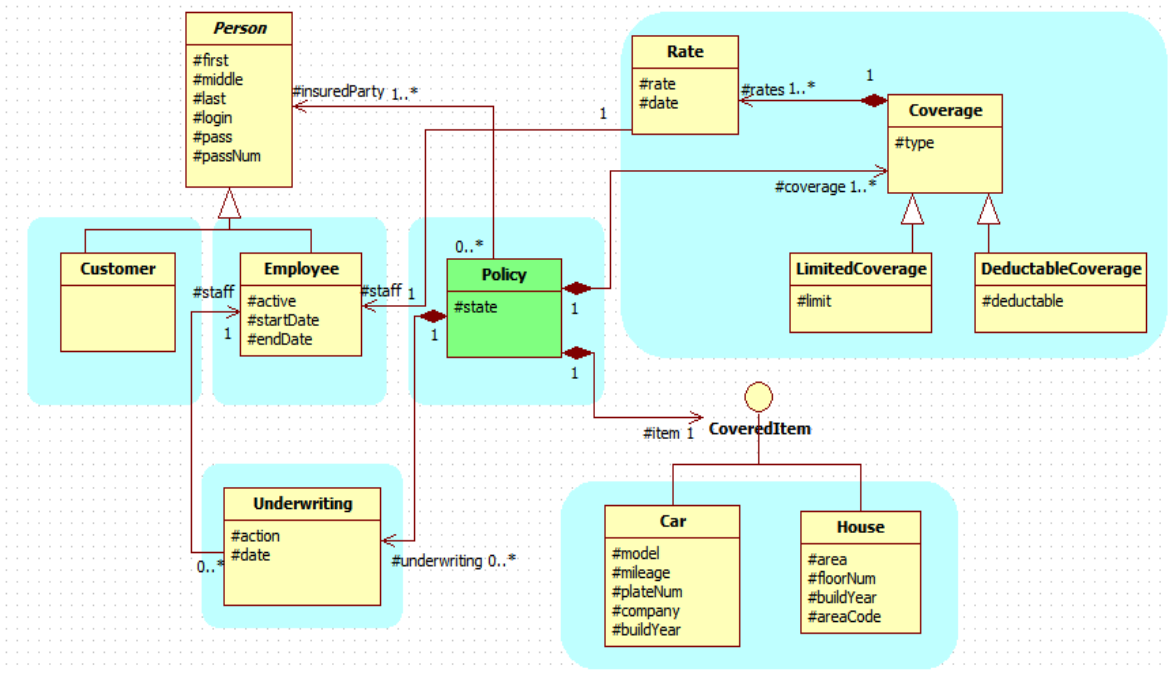 Person
#first
#middle
#last
#login
#pass
#passNum
#insuredParty 1..*
1
Rate
#rate
#date
#rates 1..*
1
Coverage
#type
#coverage 1..*
LimitedCoverage
#limit
DeductableCoverage
#deductable
Customer
Employee
#active
#startDate
#endDate
#staff
1
#staff 1
0..*
Policy
#state
1
1
1
#item 1
CoveredItem
Underwriting
#action
#date
0..*
#underwriting 0..*
Car
#model
#mileage
#plateNum
#company
#buildYear
House
#area
#floorNum
#buildYear
#areaCode